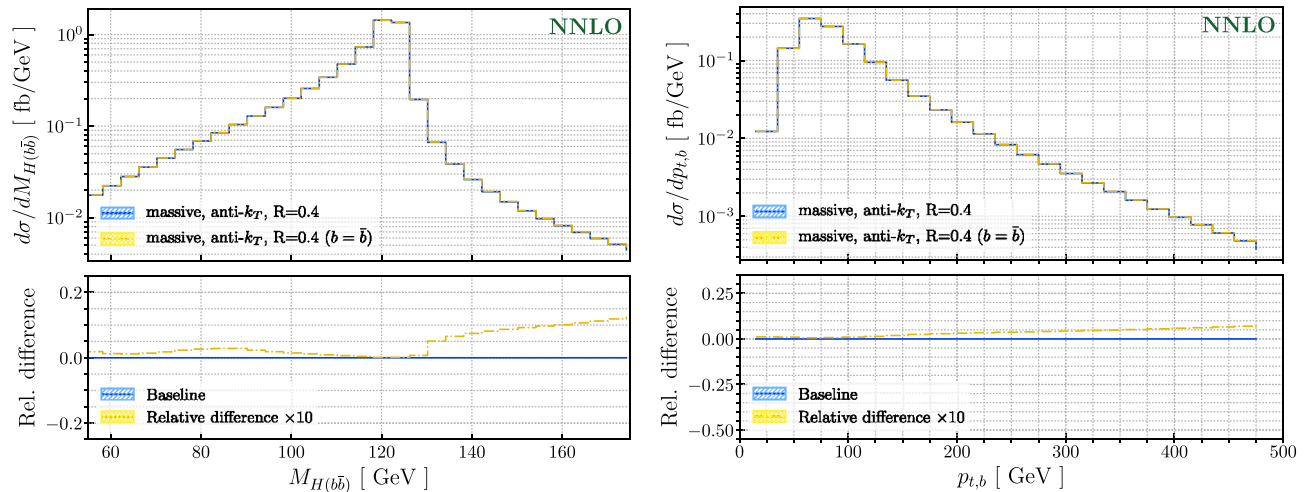 NNLO
dσ/dM_{H(b\bar{b})} [ fb/GeV ]
10^0
10^{-1}
10^{-2}
massive, anti-k_T, R=0.4
massive, anti-k_T, R=0.4 (b = \bar{b})
Rel. difference
0.2
0.0
−0.2
Baseline
Relative difference ×10
60 80 100 120 140 160
M_{H(b\bar{b})} [ GeV ]
NNLO
dσ/dp_{t,b} [ fb/GeV ]
10^{-1}
10^{-2}
10^{-3}
massive, anti-k_T, R=0.4
massive, anti-k_T, R=0.4 (b = \bar{b})
Rel. difference
0.25
0.00
−0.25
−0.50
Baseline
Relative difference ×10
0 100 200 300 400 500
p_{t,b} [ GeV ]